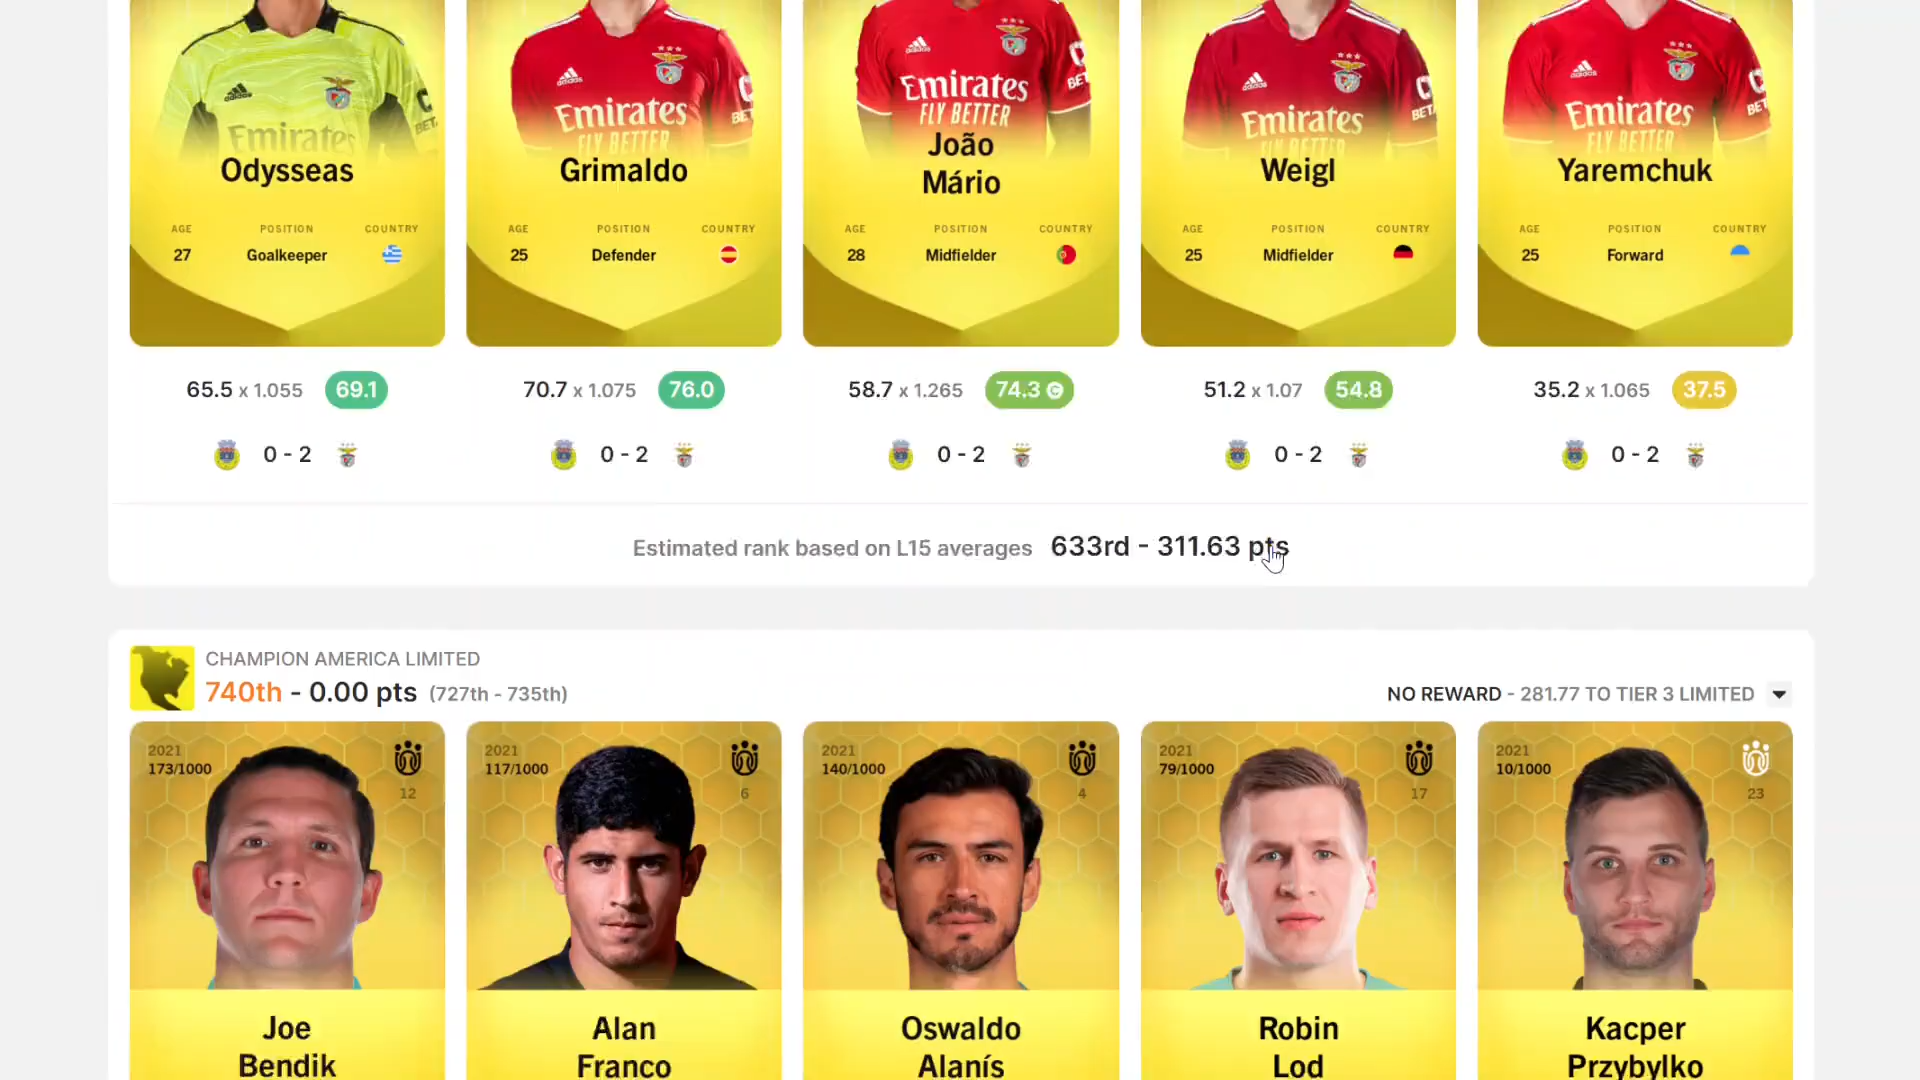 Emirates
Emirates
FLY BETTER
Emirates
FLY BETTER
Emirates
FLY BETTER
Emirates
FLY BETTER
Odysseas
Grimaldo
João
Mário
Weigl
Yaremchuk
AGE POSITION COUNTRY
27 Goalkeeper
AGE POSITION COUNTRY
25 Defender
AGE POSITION COUNTRY
28 Midfielder
AGE POSITION COUNTRY
25 Midfielder
AGE POSITION COUNTRY
25 Forward
65.5 x 1.055 69.1
70.7 x 1.075 76.0
58.7 x 1.265 74.3 C
51.2 x 1.07 54.8
35.2 x 1.065 37.5
0 - 2
0 - 2
0 - 2
0 - 2
0 - 2
Estimated rank based on L15 averages 633rd - 311.63 pts
CHAMPION AMERICA LIMITED
740th - 0.00 pts (727th - 735th)
NO REWARD - 281.77 TO TIER 3 LIMITED
2021
173/1000
12
2021
117/1000
6
2021
140/1000
4
2021
79/1000
17
2021
10/1000
23
Joe
Bendik
Alan
Franco
Oswaldo
Alanís
Robin
Lod
Kacper
Przybylko